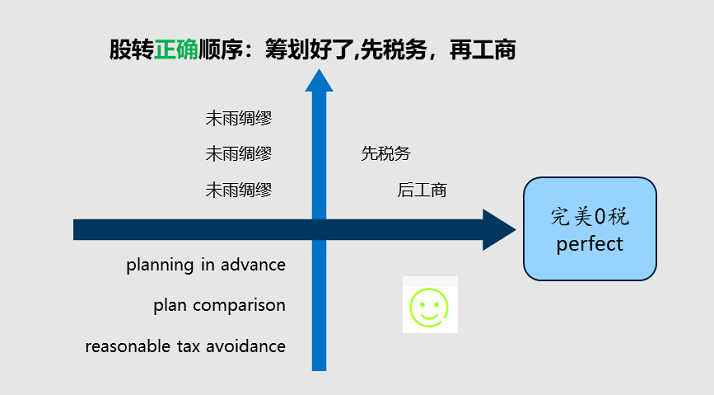 股转正确顺序：筹划好了,先税务，再工商
未雨绸缪
未雨绸缪
先税务
未雨绸缪
后工商
完美0税
perfect
planning in advance
plan comparison
reasonable tax avoidance